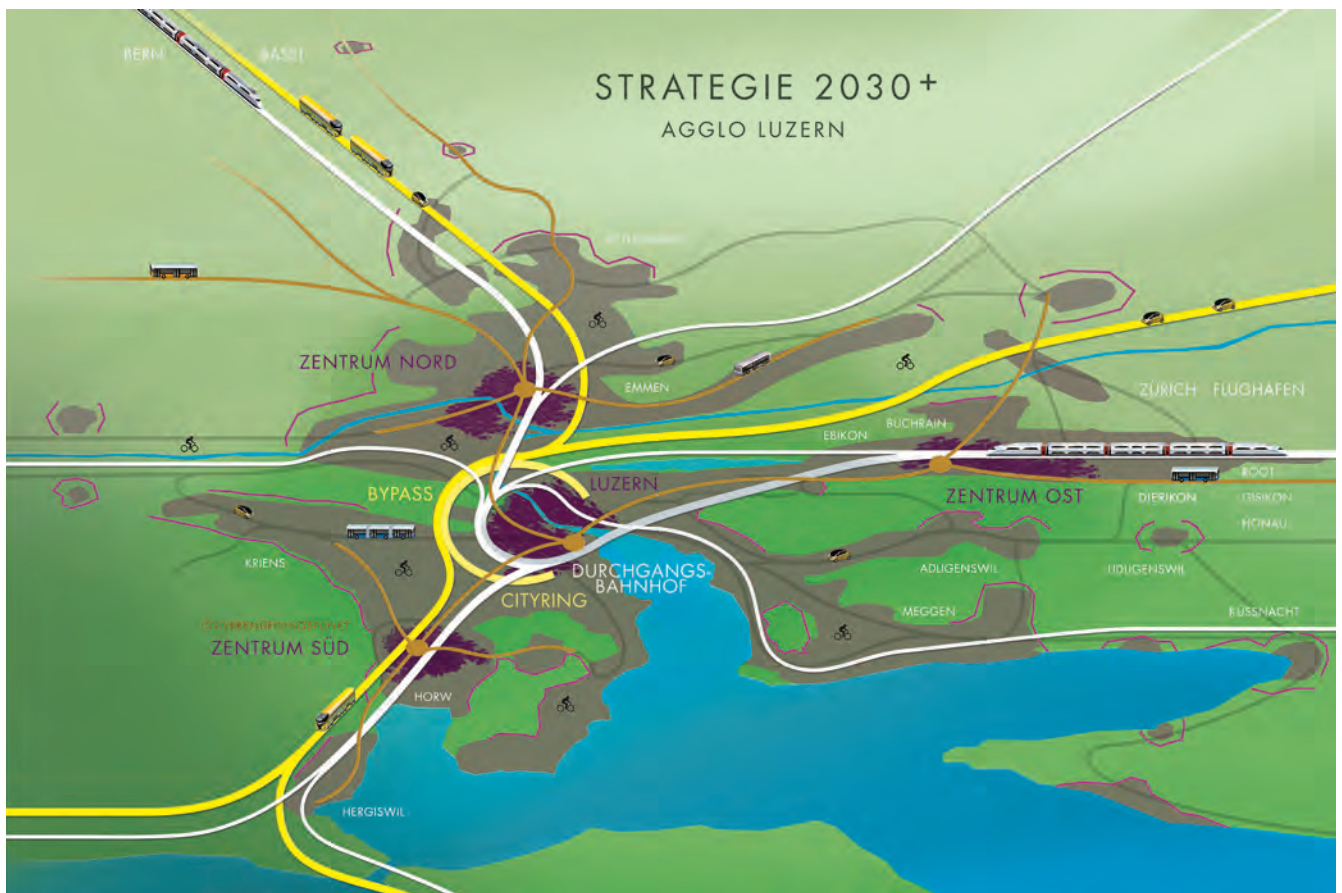 BERN BASEL
STRATEGIE 2030+
AGGLO LUZERN
ZENTRUM NORD
EMMEN
ZÜRICH FLUGHAFEN
BUCHRAIN
EBIKON
LUZERN
BYPASS
ZENTRUM OST
DIERIKON
ROOT
GISIKON
HONAU
KRIENS
DURCHGANGS-
BAHNHOF
ADLIGENSWIL
UDLIGENSWIL
CITYRING
MEGGEN
KÜSSNACHT
ZENTRUM SÜD
HORW
HERGISWIL